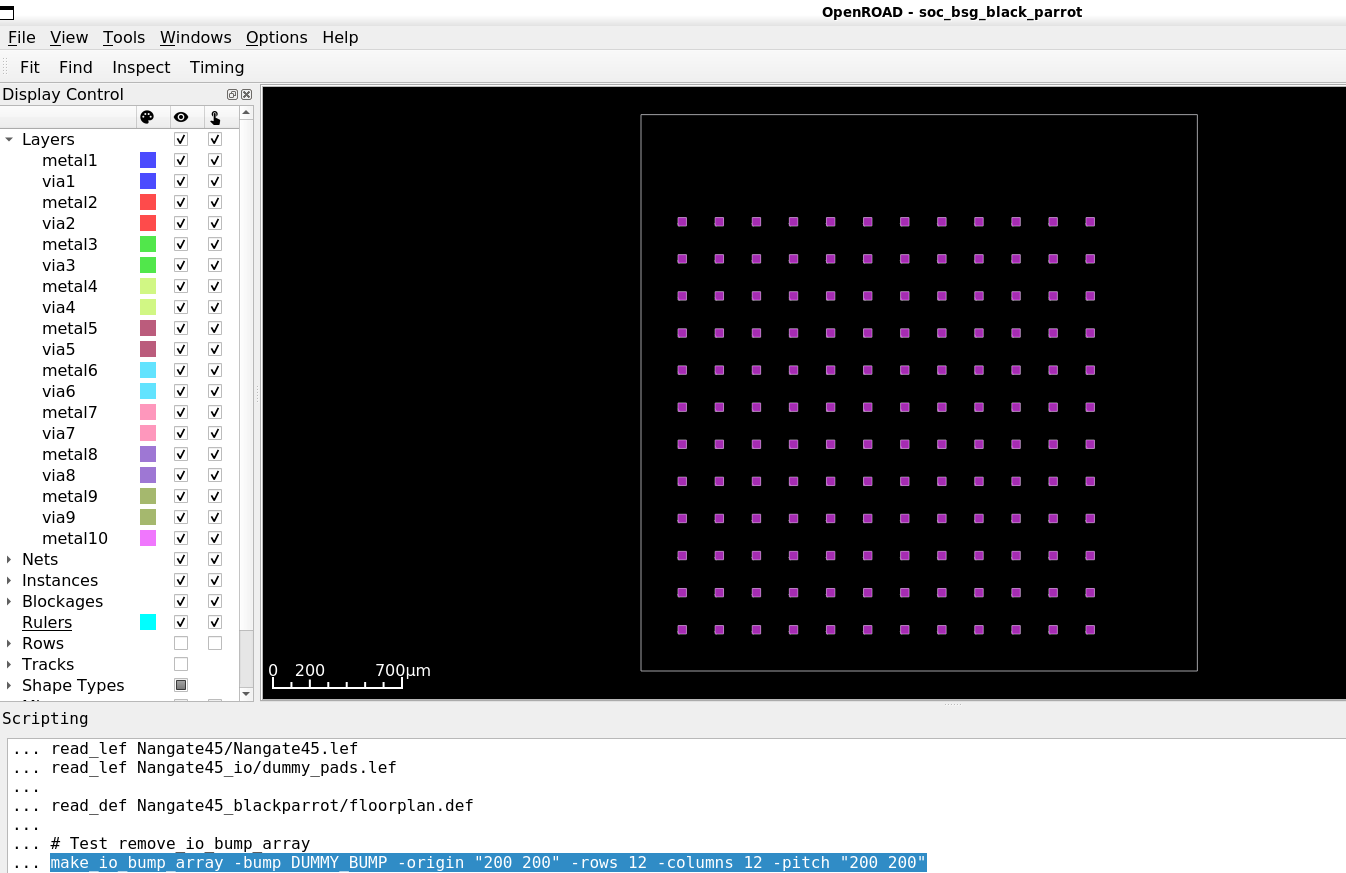 OpenROAD - soc_bsg_black_parrot
File View Tools Windows Options Help
Fit Find Inspect Timing
Display Control
Layers
metal1
via1
metal2
via2
metal3
via3
metal4
via4
metal5
via5
metal6
via6
metal7
via7
metal8
via8
metal9
via9
metal10
Nets
Instances
Blockages
Rulers
Rows
Tracks
Shape Types
0 200 700μm
Scripting
... read_lef Nangate45/Nangate45.lef
... read_lef Nangate45_io/dummy_pads.lef
...
... read_def Nangate45_blackparrot/floorplan.def
...
... # Test remove_io_bump_array
... make_io_bump_array -bump DUMMY_BUMP -origin "200 200" -rows 12 -columns 12 -pitch "200 200"